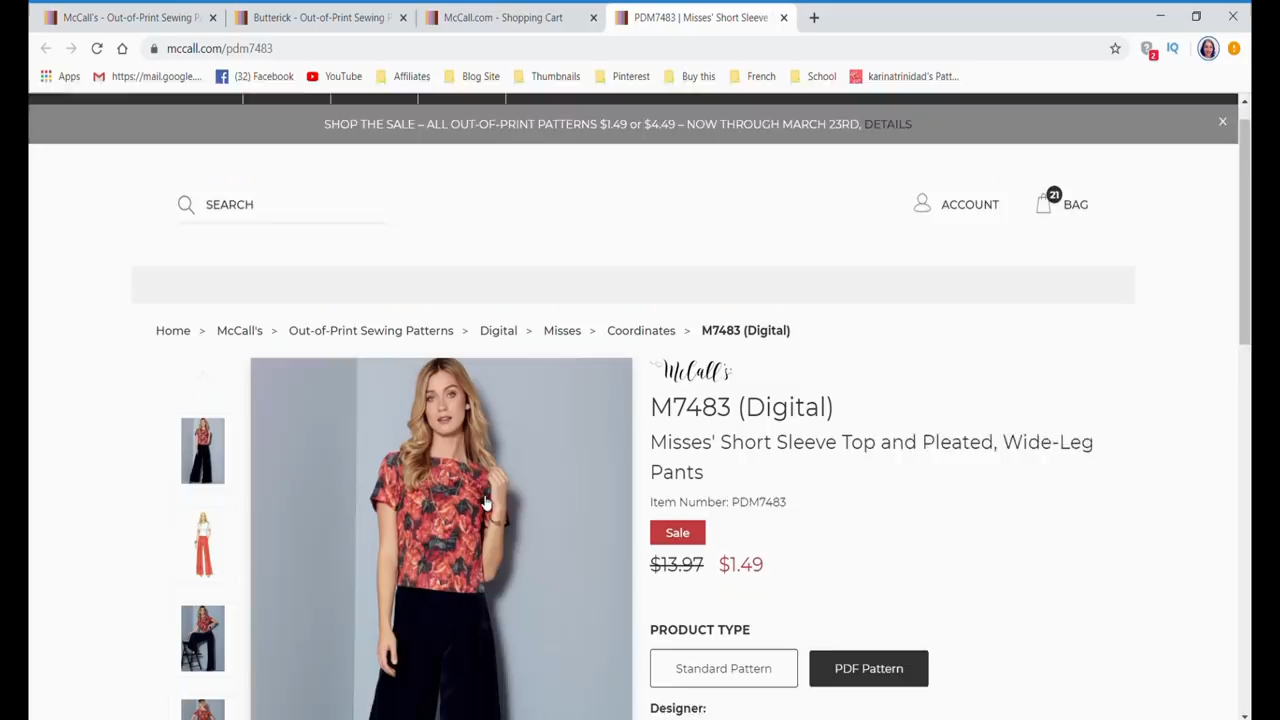 McCall's - Out-of-Print Sewing P
Butterick - Out-of-Print Sewing F
McCall.com - Shopping Cart
PDM7483 | Misses' Short Sleeve
mccall.com/pdm7483
2
IQ
Apps
https://mail.google....
(32) Facebook
YouTube
Affiliates
Blog Site
Thumbnails
Pinterest
Buy this
French
School
karinatrinidad's Patt...
SHOP THE SALE – ALL OUT-OF-PRINT PATTERNS $1.49 or $4.49 – NOW THROUGH MARCH 23RD, DETAILS
SEARCH
ACCOUNT
21
BAG
Home > McCall's > Out-of-Print Sewing Patterns > Digital > Misses > Coordinates > M7483 (Digital)
McCall's
M7483 (Digital)
Misses' Short Sleeve Top and Pleated, Wide-Leg
Pants
Item Number: PDM7483
Sale
$13.97 $1.49
PRODUCT TYPE
Standard Pattern
PDF Pattern
Designer: